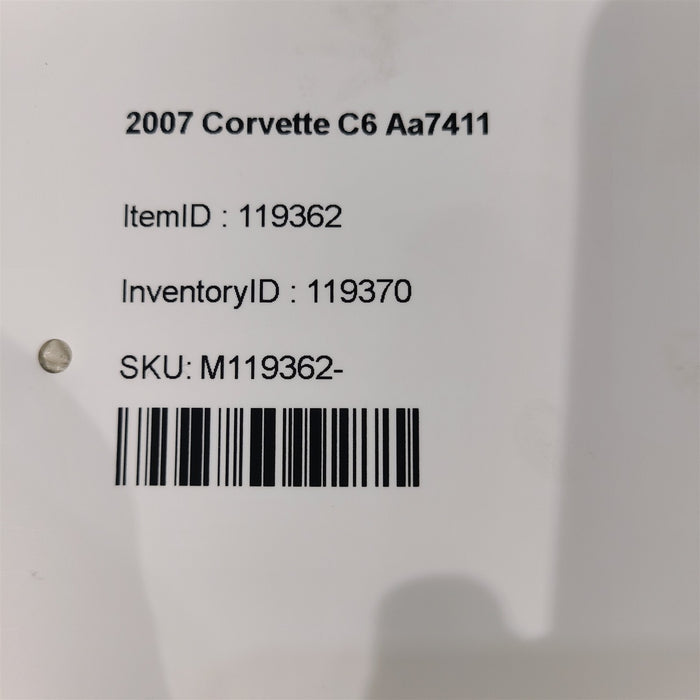 2007 Corvette C6 Aa7411
ItemID : 119362
InventoryID : 119370
SKU: M119362-